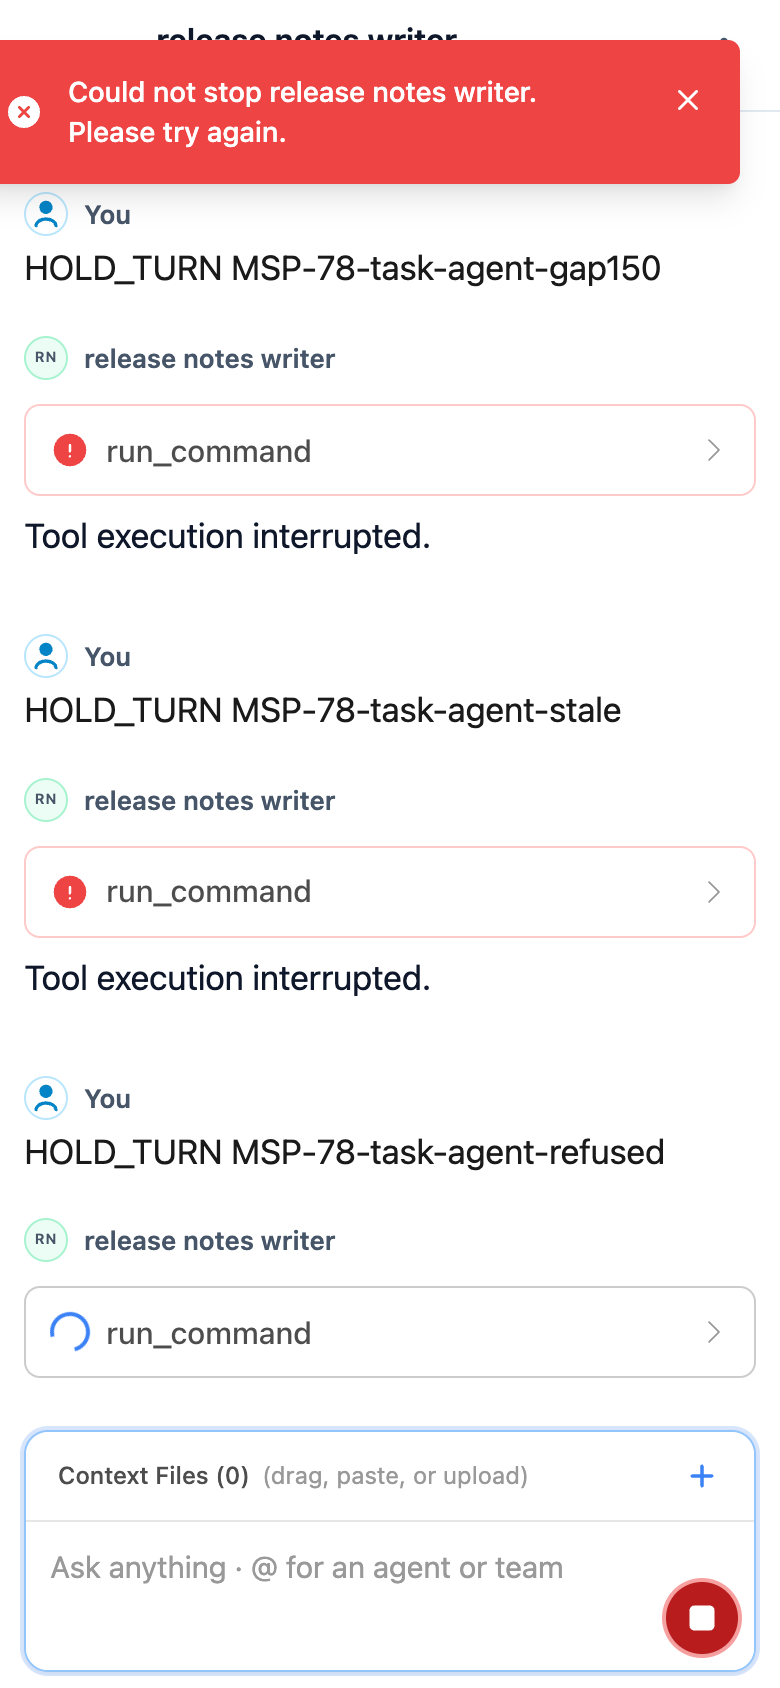 release notes writer
Could not stop release notes writer.
Please try again.
You
HOLD_TURN MSP-78-task-agent-gap150
RN release notes writer
run_command
Tool execution interrupted.
You
HOLD_TURN MSP-78-task-agent-stale
RN release notes writer
run_command
Tool execution interrupted.
You
HOLD_TURN MSP-78-task-agent-refused
RN release notes writer
run_command
Context Files (0) (drag, paste, or upload)
Ask anything · @ for an agent or team